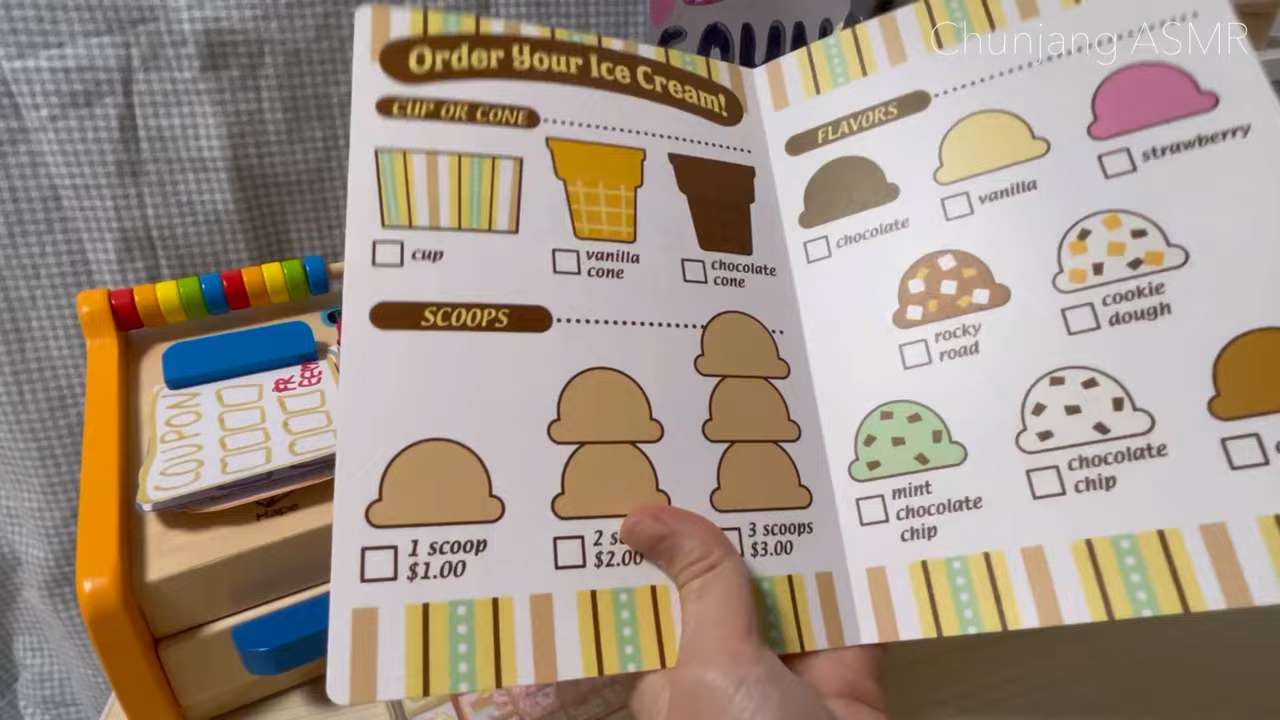 Chunjang ASMR
Order Your Ice Cream!
CUP OR CONE
cup
vanilla
cone
chocolate
cone
SCOOPS
1 scoop
$1.00
2
$2.00
3 scoops
$3.00
FLAVORS
chocolate
vanilla
strawberry
rocky
road
cookie
dough
mint
chocolate
chip
chocolate
chip
COUPON
Hape